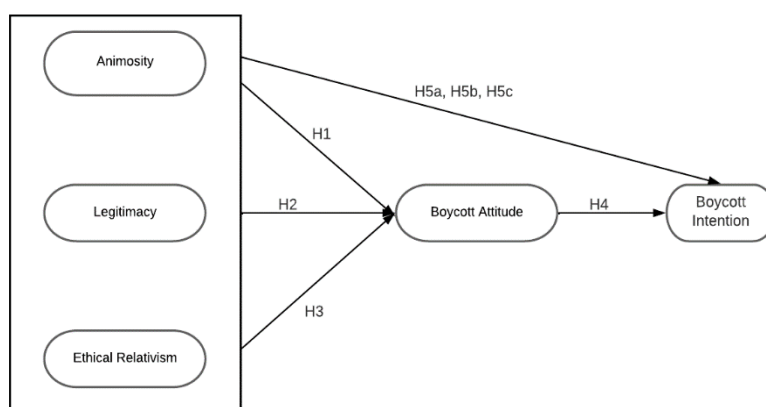 Animosity
H5a, H5b, H5c
H1
Legitimacy
H2
Boycott Attitude
H4
Boycott
Intention
H3
Ethical Relativism